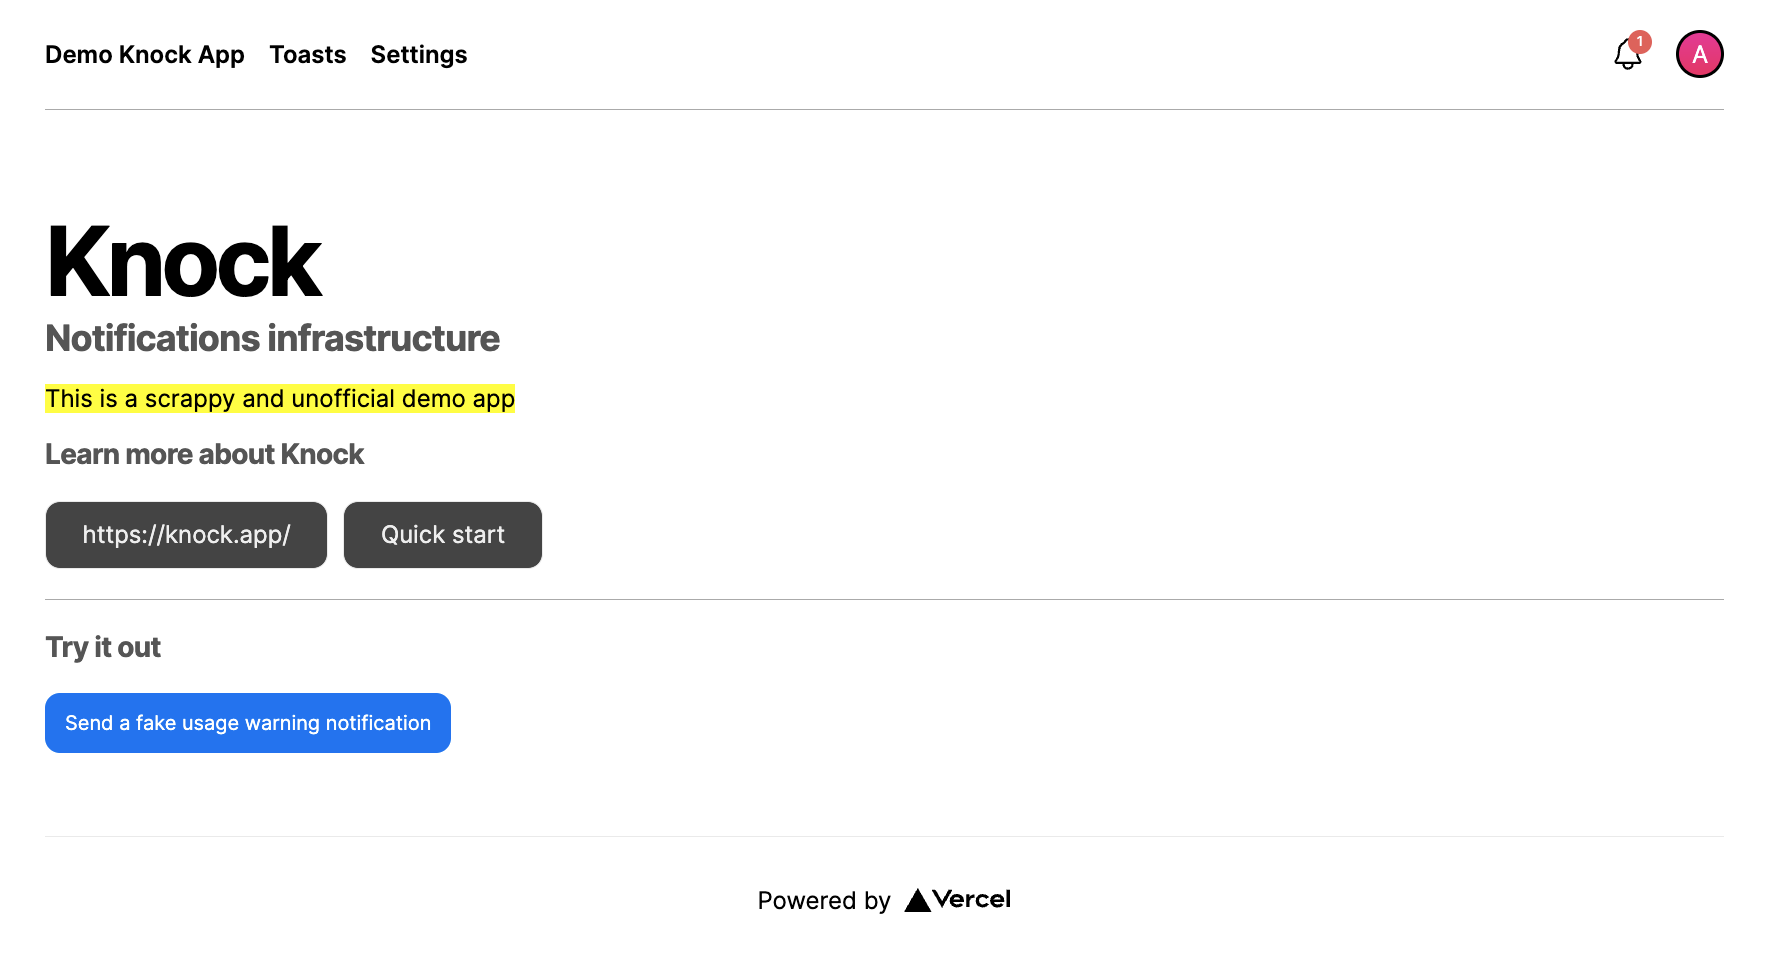 Demo Knock App Toasts Settings 1 A
Knock
Notifications infrastructure
This is a scrappy and unofficial demo app
Learn more about Knock
https://knock.app/ Quick start
Try it out
Send a fake usage warning notification
Powered by Vercel